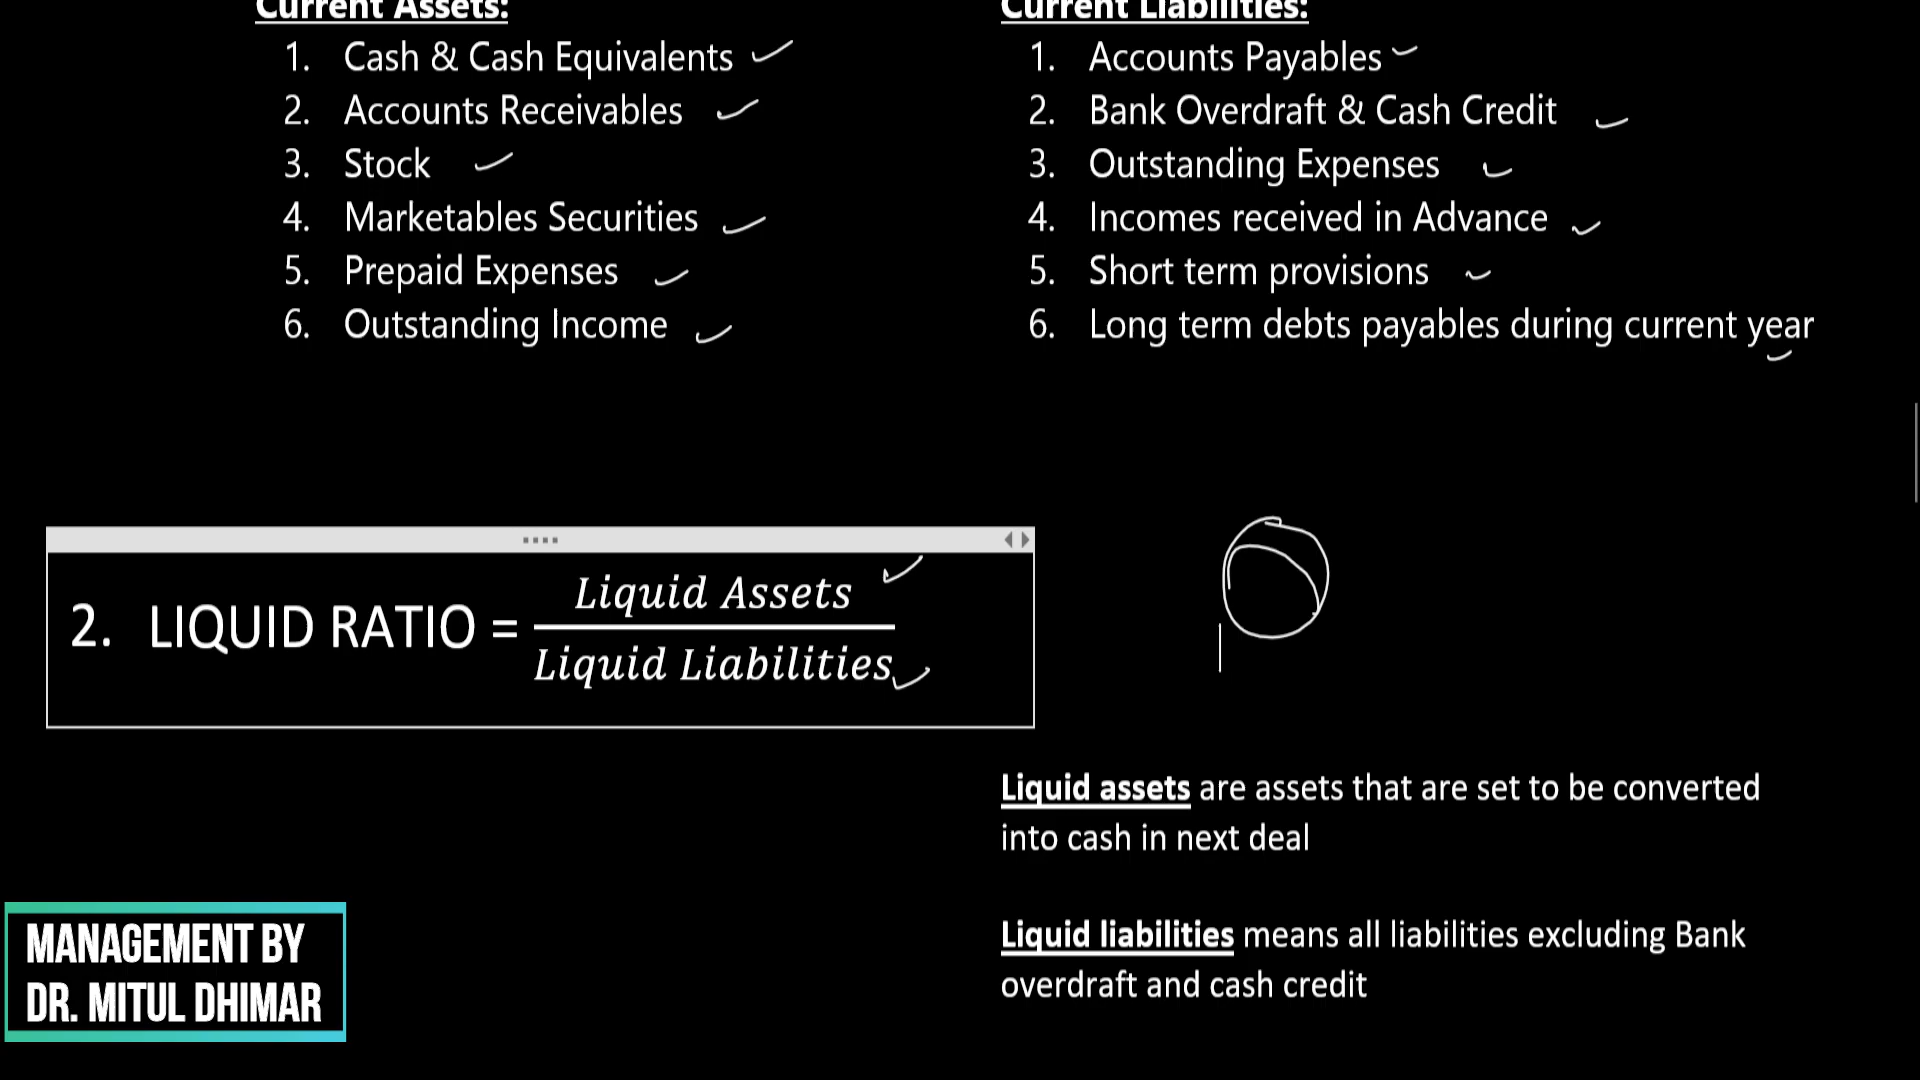 Current Assets:
1. Cash & Cash Equivalents
2. Accounts Receivables
3. Stock
4. Marketables Securities
5. Prepaid Expenses
6. Outstanding Income
Current Liabilities:
1. Accounts Payables
2. Bank Overdraft & Cash Credit
3. Outstanding Expenses
4. Incomes received in Advance
5. Short term provisions
6. Long term debts payables during current year
2. LIQUID RATIO = Liquid Assets
Liquid Liabilities
Liquid assets are assets that are set to be converted
into cash in next deal
Liquid liabilities means all liabilities excluding Bank
overdraft and cash credit
MANAGEMENT BY
DR. MITUL DHIMAR